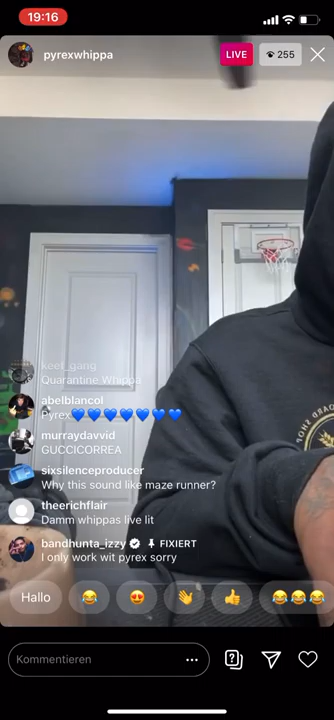 19:16
pyrexwhippa
LIVE
255
keef_gang
Quarantine Whippa
abelblancol
Pyrex💙💙💙💙💙💙💙
murraydavvid
GUCCICORREA
sixsilenceproducer
Why this sound like maze runner?
theerichflair
Damm whippas live lit
bandhunta_izzy FIXIERT
I only work wit pyrex sorry
Hallo 😂 😍 👋 👍 😂😂😂
Kommentieren